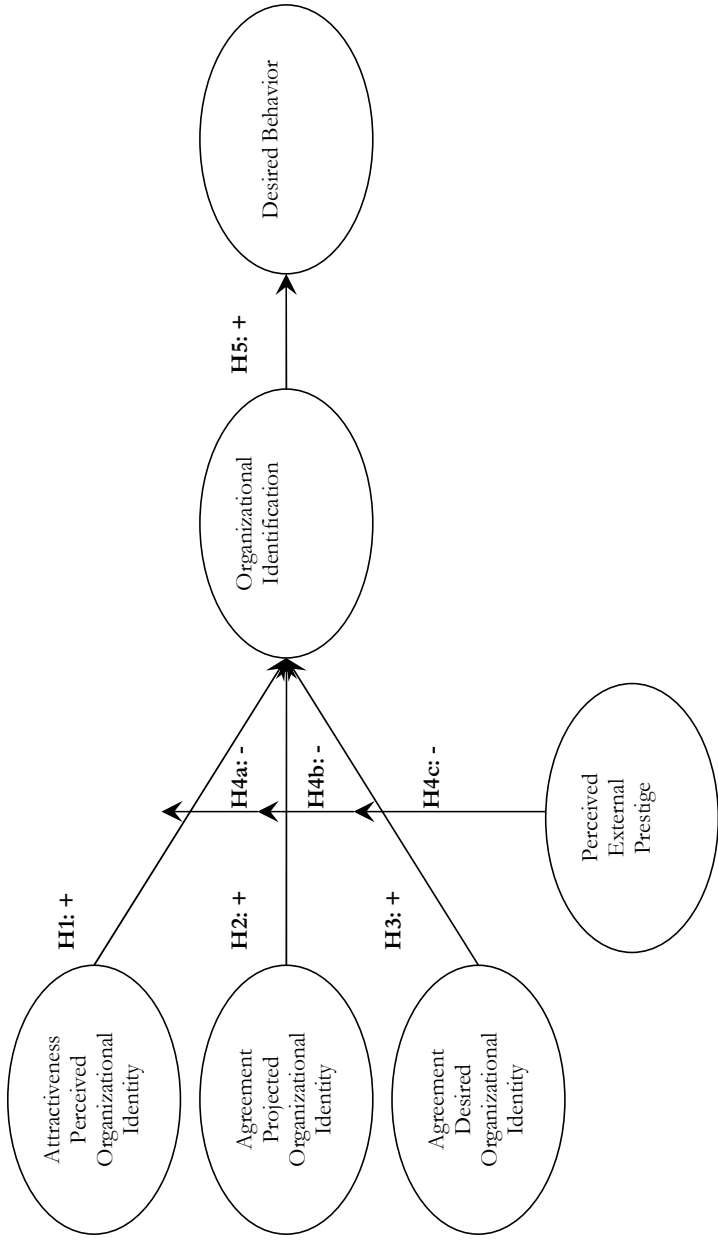 Attractiveness
Perceived
Organizational
Identity
H1: +
Agreement
Projected
Organizational
Identity
H2: +
Agreement
Desired
Organizational
Identity
H3: +
H4a: -
H4b: -
H4c: -
Perceived
External
Prestige
Organizational
Identification
H5: +
Desired Behavior